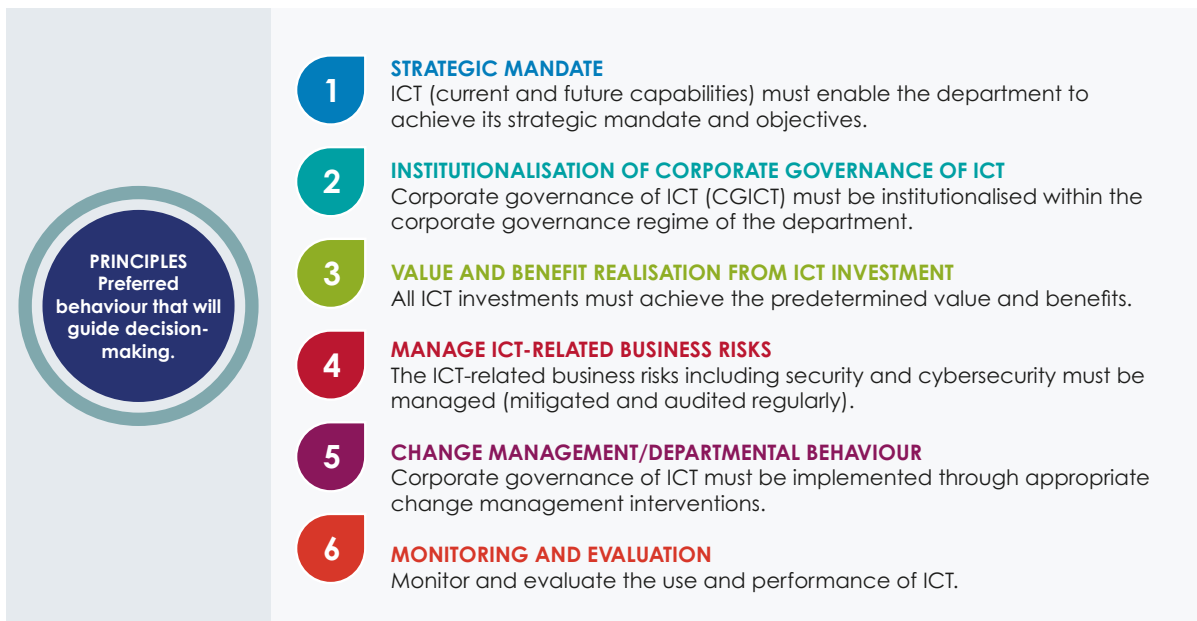 PRINCIPLES
Preferred
behaviour that will
guide decision-
making.
1
STRATEGIC MANDATE
ICT (current and future capabilities) must enable the department to
achieve its strategic mandate and objectives.
2
INSTITUTIONALISATION OF CORPORATE GOVERNANCE OF ICT
Corporate governance of ICT (CGICT) must be institutionalised within the
corporate governance regime of the department.
3
VALUE AND BENEFIT REALISATION FROM ICT INVESTMENT
All ICT investments must achieve the predetermined value and benefits.
4
MANAGE ICT-RELATED BUSINESS RISKS
The ICT-related business risks including security and cybersecurity must be
managed (mitigated and audited regularly).
5
CHANGE MANAGEMENT/DEPARTMENTAL BEHAVIOUR
Corporate governance of ICT must be implemented through appropriate
change management interventions.
6
MONITORING AND EVALUATION
Monitor and evaluate the use and performance of ICT.